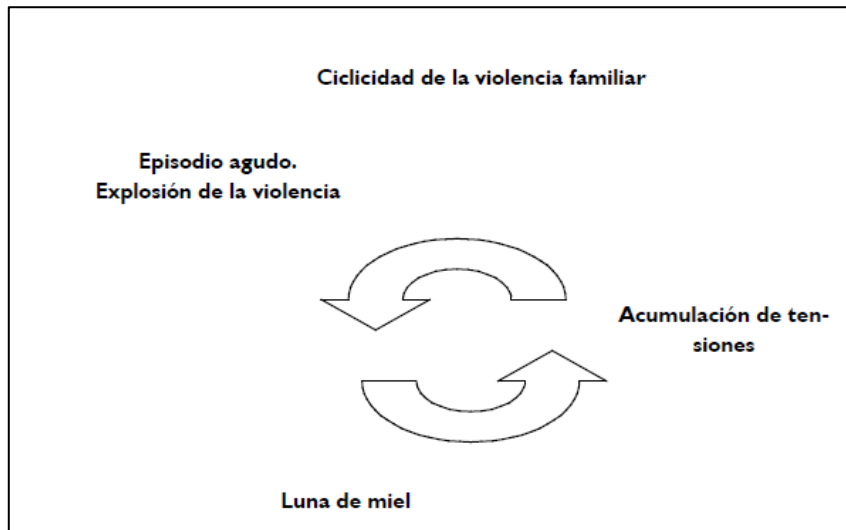 Ciclicidad de la violencia familiar
Episodio agudo.
Explosión de la violencia
Acumulación de ten-
siones
Luna de miel